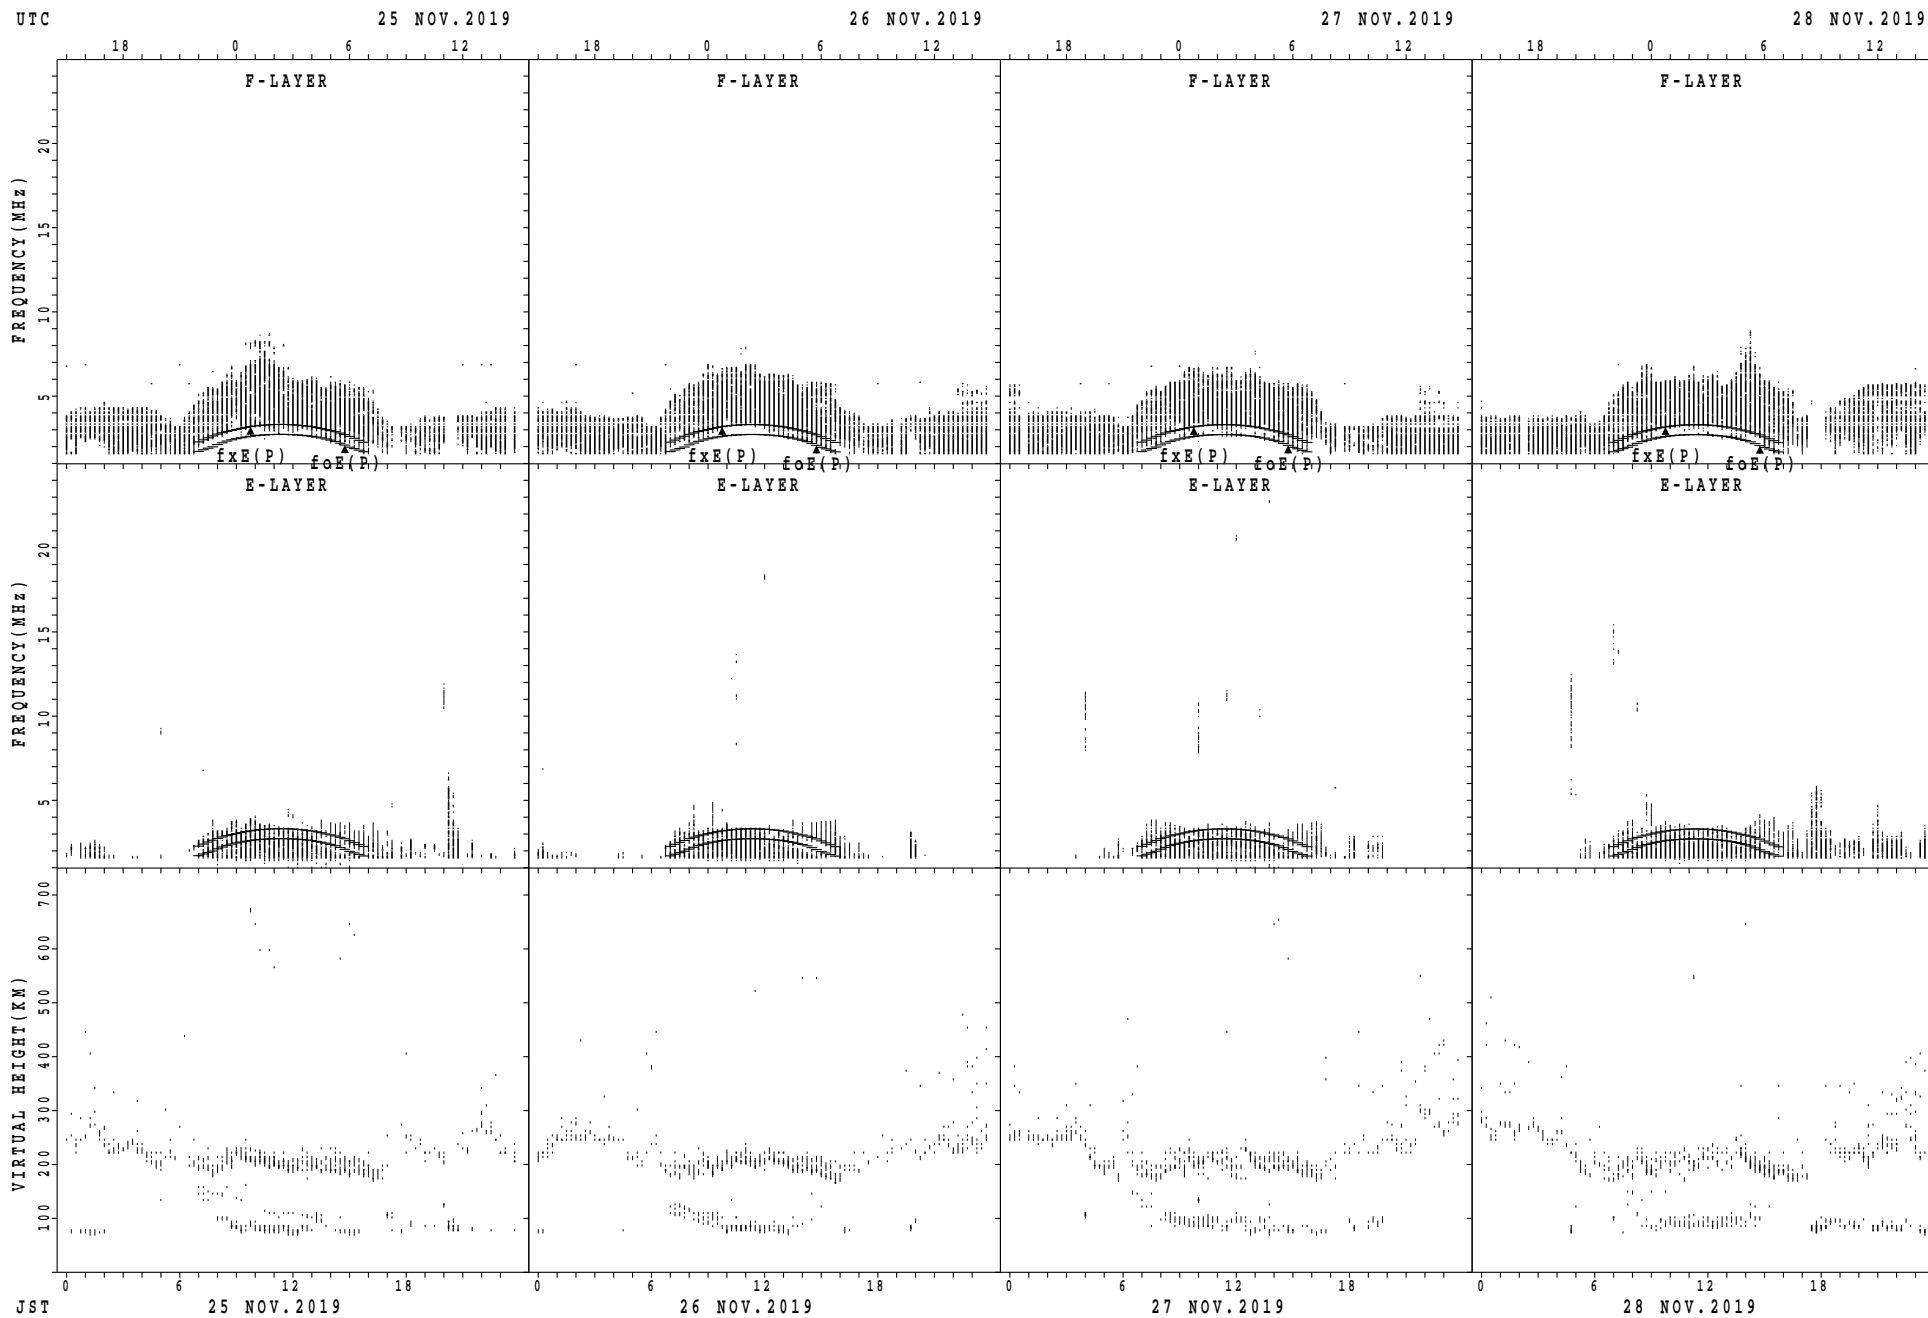 UTC 25 NOV.2019 26 NOV.2019 27 NOV.2019 28 NOV.2019
18 0 6 12 18 0 6 12 18 0 6 12 18 0 6 12
F-LAYER F-LAYER F-LAYER F-LAYER
FREQUENCY(MHz)
20
15
10
5
fxE(P) foE(P) fxE(P) foE(P) fxE(P) foE(P) fxE(P) foE(P)
E-LAYER E-LAYER E-LAYER E-LAYER
FREQUENCY(MHz)
20
15
10
5
VIRTUAL HEIGHT(KM)
700
600
500
400
300
200
100
0 6 12 18 0 6 12 18 0 6 12 18 0 6 12 18
JST 25 NOV.2019 26 NOV.2019 27 NOV.2019 28 NOV.2019